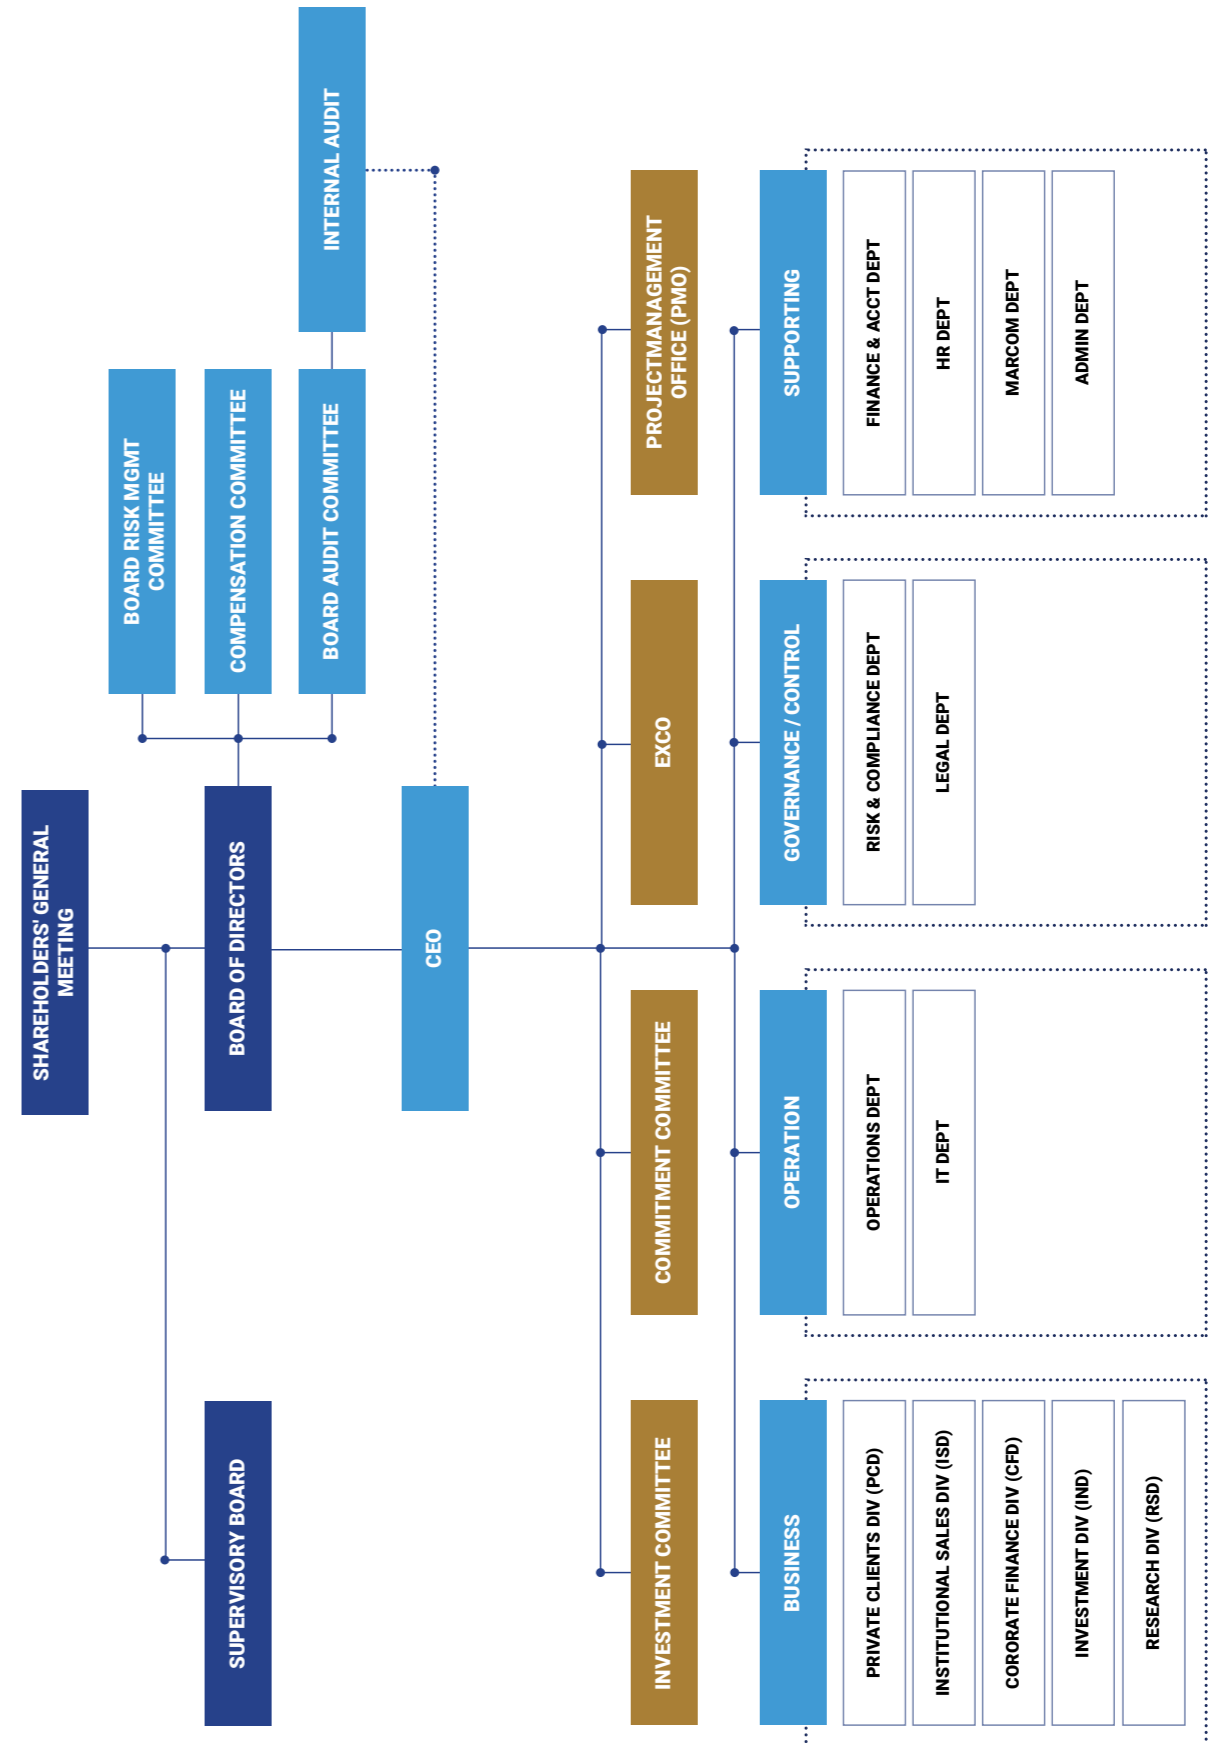 SHAREHOLDERS' GENERAL
MEETING
SUPERVISORY BOARD
BOARD OF DIRECTORS
BOARD RISK MGMT
COMMITTEE
COMPENSATION COMMITTEE
BOARD AUDIT COMMITTEE
INTERNAL AUDIT
CEO
INVESTMENT COMMITTEE
COMMITMENT COMMITTEE
EXCO
PROJECTMANAGEMENT
OFFICE (PMO)
BUSINESS
PRIVATE CLIENTS DIV (PCD)
INSTITUTIONAL SALES DIV (ISD)
CORORATE FINANCE DIV (CFD)
INVESTMENT DIV (IND)
RESEARCH DIV (RSD)
OPERATION
OPERATIONS DEPT
IT DEPT
GOVERNANCE / CONTROL
RISK & COMPLIANCE DEPT
LEGAL DEPT
SUPPORTING
FINANCE & ACCT DEPT
HR DEPT
MARCOM DEPT
ADMIN DEPT